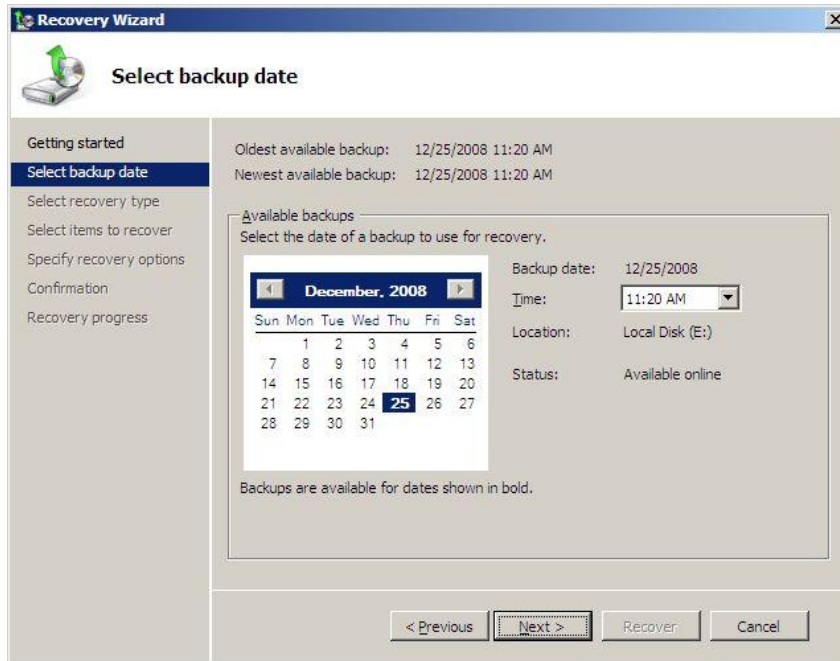 Recovery Wizard
Select backup date
Getting started
Select backup date
Select recovery type
Select items to recover
Specify recovery options
Confirmation
Recovery progress
Oldest available backup: 12/25/2008 11:20 AM
Newest available backup: 12/25/2008 11:20 AM
Available backups
Select the date of a backup to use for recovery.
December, 2008
Sun Mon Tue Wed Thu Fri Sat
1 2 3 4 5 6
7 8 9 10 11 12 13
14 15 16 17 18 19 20
21 22 23 24 25 26 27
28 29 30 31
Backup date: 12/25/2008
Time: 11:20 AM
Location: Local Disk (E:)
Status: Available online
Backups are available for dates shown in bold.
< Previous Next > Recover Cancel